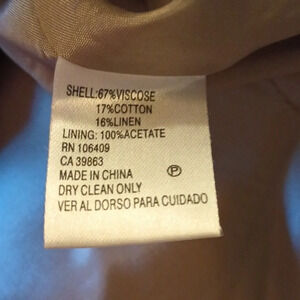 SHELL:67%VISCOSE
17%COTTON
16%LINEN
LINING: 100%ACETATE
RN 106409
CA 39863
MADE IN CHINA Ⓟ
DRY CLEAN ONLY
VER AL DORSO PARA CUIDADO